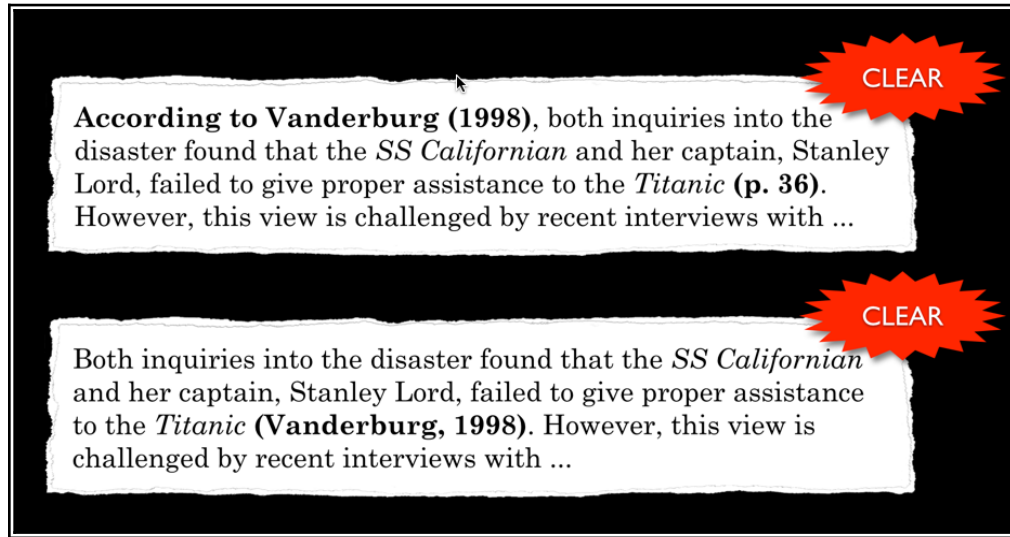 CLEAR
According to Vanderburg (1998), both inquiries into the
disaster found that the SS Californian and her captain, Stanley
Lord, failed to give proper assistance to the Titanic (p. 36).
However, this view is challenged by recent interviews with ...
CLEAR
Both inquiries into the disaster found that the SS Californian
and her captain, Stanley Lord, failed to give proper assistance
to the Titanic (Vanderburg, 1998). However, this view is
challenged by recent interviews with ...